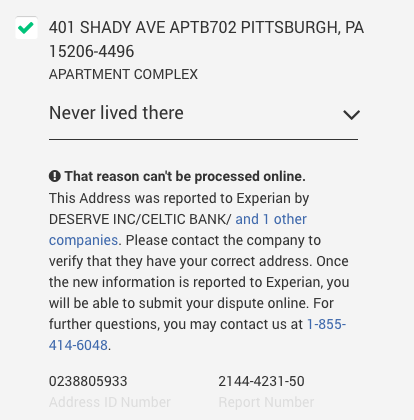 401 SHADY AVE APTB702 PITTSBURGH, PA
15206-4496
APARTMENT COMPLEX
Never lived there
That reason can't be processed online.
This Address was reported to Experian by
DESERVE INC/CELTIC BANK/ and 1 other
companies. Please contact the company to
verify that they have your correct address. Once
the new information is reported to Experian, you
will be able to submit your dispute online. For
further questions, you may contact us at 1-855-
414-6048.
0238805933 2144-4231-50
Address ID Number Report Number